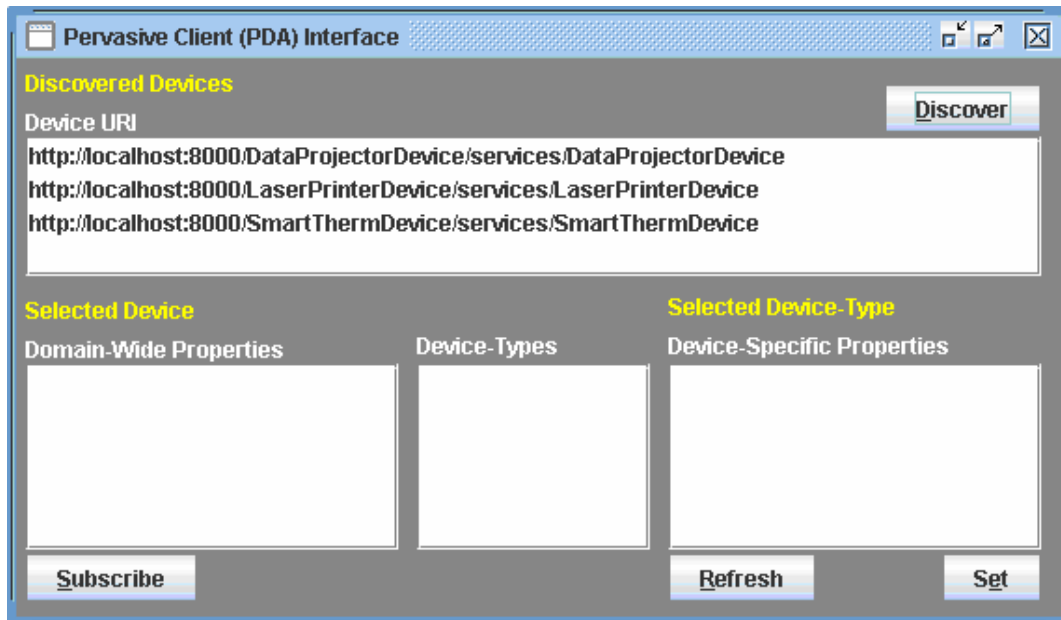 Pervasive Client (PDA) Interface
Discovered Devices
Discover
Device URI
http://localhost:8000/DataProjectorDevice/services/DataProjectorDevice
http://localhost:8000/LaserPrinterDevice/services/LaserPrinterDevice
http://localhost:8000/SmartThermDevice/services/SmartThermDevice
Selected Device
Selected Device-Type
Domain-Wide Properties
Device-Types
Device-Specific Properties
Subscribe
Refresh
Set